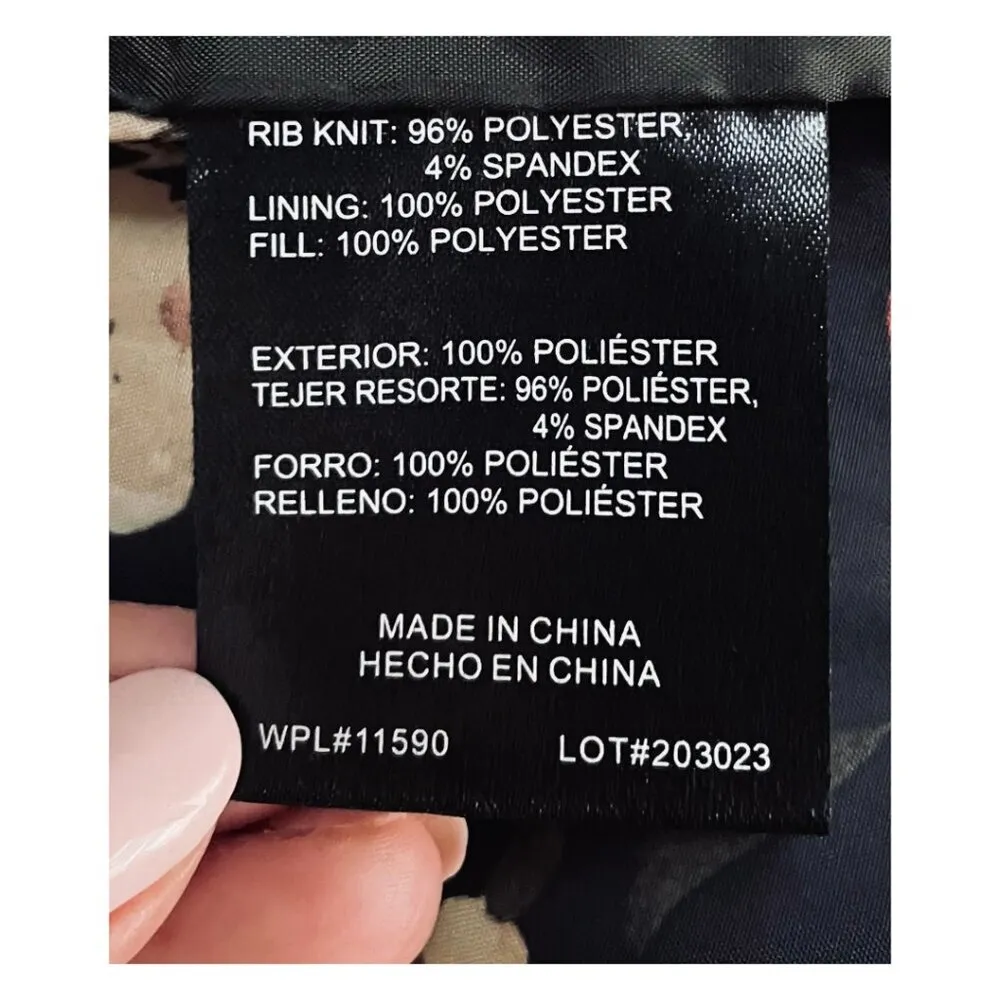 RIB KNIT: 96% POLYESTER,
4% SPANDEX
LINING: 100% POLYESTER
FILL: 100% POLYESTER
EXTERIOR: 100% POLIÉSTER
TEJER RESORTE: 96% POLIÉSTER,
4% SPANDEX
FORRO: 100% POLIÉSTER
RELLENO: 100% POLIÉSTER
MADE IN CHINA
HECHO EN CHINA
WPL#11590 LOT#203023